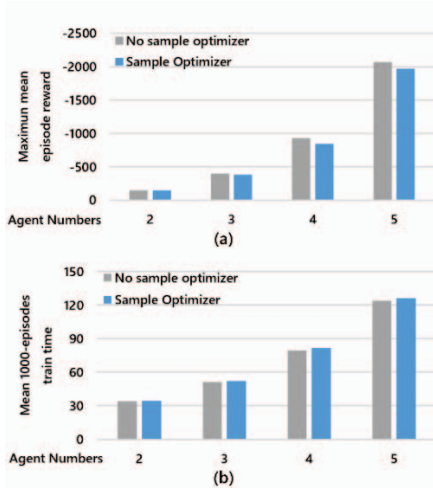 -2500
No sample optimizer
-2000
Sample Optimizer
-1500
-1000
-500
0
Maximun mean
episode reward
Agent Numbers 2 3 4 5
(a)
150
No sample optimizer
120
Sample Optimizer
90
60
30
0
Mean 1000-episodes
train time
Agent Numbers 2 3 4 5
(b)